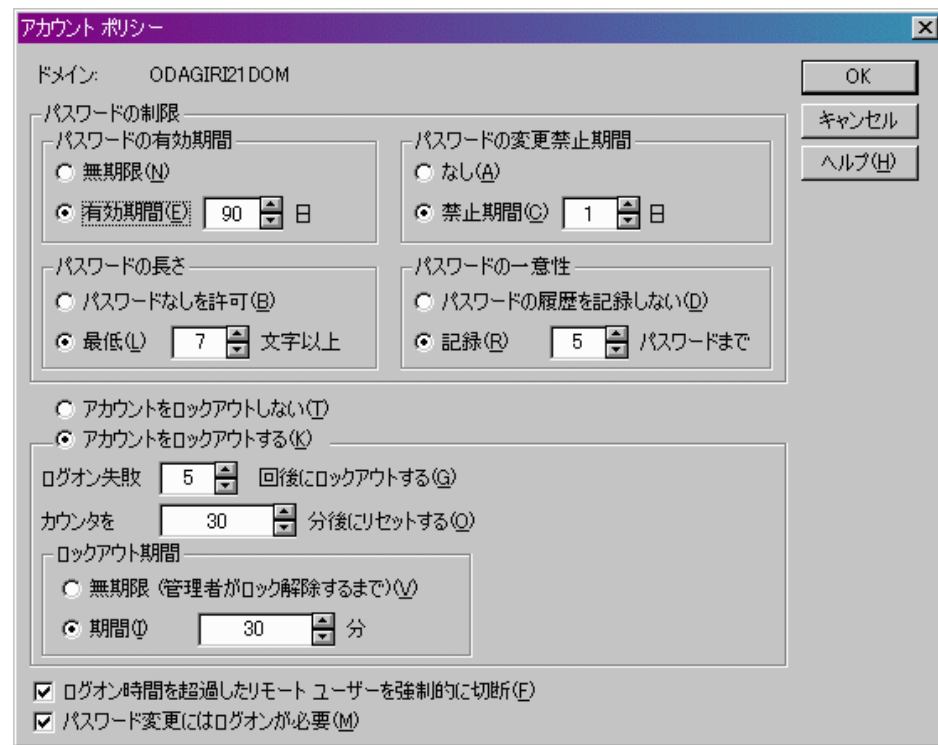 アカウント ポリシー
ドメイン: ODAGIRI21DOM
OK
キャンセル
ヘルプ(H)
パスワードの制限
パスワードの有効期間
無期限(N)
有効期間(E) 90 日
パスワードの変更禁止期間
なし(A)
禁止期間(C) 1 日
パスワードの長さ
パスワードなしを許可(B)
最低(L) 7 文字以上
パスワードの一意性
パスワードの履歴を記録しない(D)
記録(R) 5 パスワードまで
アカウントをロックアウトしない(T)
アカウントをロックアウトする(K)
ログオン失敗 5 回後にロックアウトする(G)
カウンタを 30 分後にリセットする(O)
ロックアウト期間
無期限 (管理者がロック解除するまで)(V)
期間(I) 30 分
ログオン時間を超過したリモート ユーザーを強制的に切断(F)
パスワード変更にはログオンが必要(M)